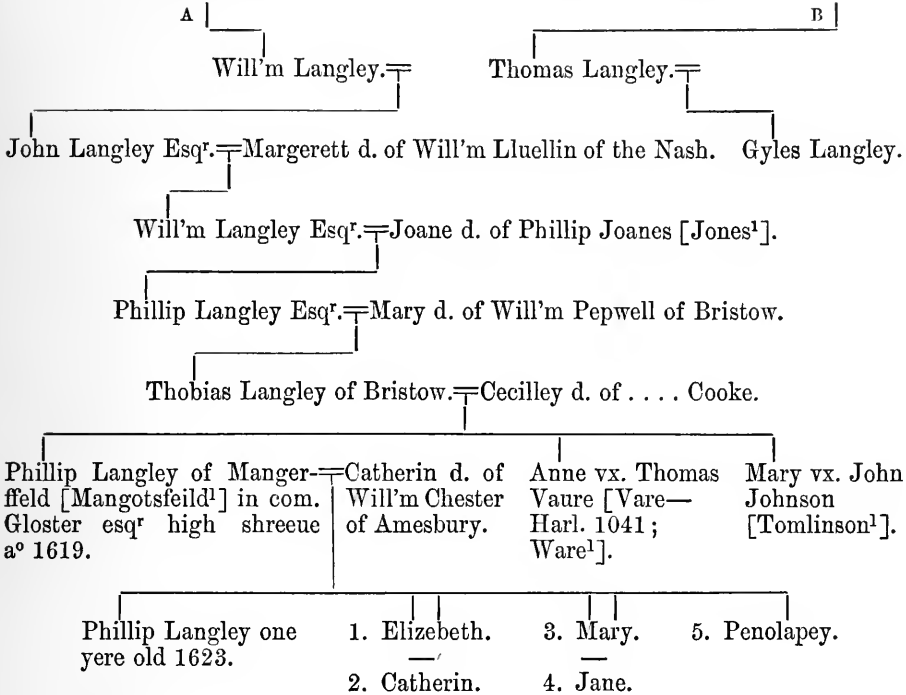 A B
Will'm Langley. Thomas Langley.
John Langley Esqʳ. Margerett d. of Will'm Lluellin of the Nash. Gyles Langley.
Will'm Langley Esqʳ. Joane d. of Phillip Joanes [Jones¹].
Phillip Langley Esqʳ. Mary d. of Will'm Pepwell of Bristow.
Thobias Langley of Bristow. Cecilley d. of . . . . Cooke.
Phillip Langley of Manger-
ffeld [Mangotsfeild¹] in com.
Gloster esqʳ high shreeue
aº 1619.
Catherin d. of
Will'm Chester
of Amesbury.
Anne vx. Thomas
Vaure [Vare—
Harl. 1041;
Ware¹].
Mary vx. John
Johnson
[Tomlinson¹].
Phillip Langley one
yere old 1623.
1. Elizebeth.
—
2. Catherin.
3. Mary.
—
4. Jane.
5. Penolapey.